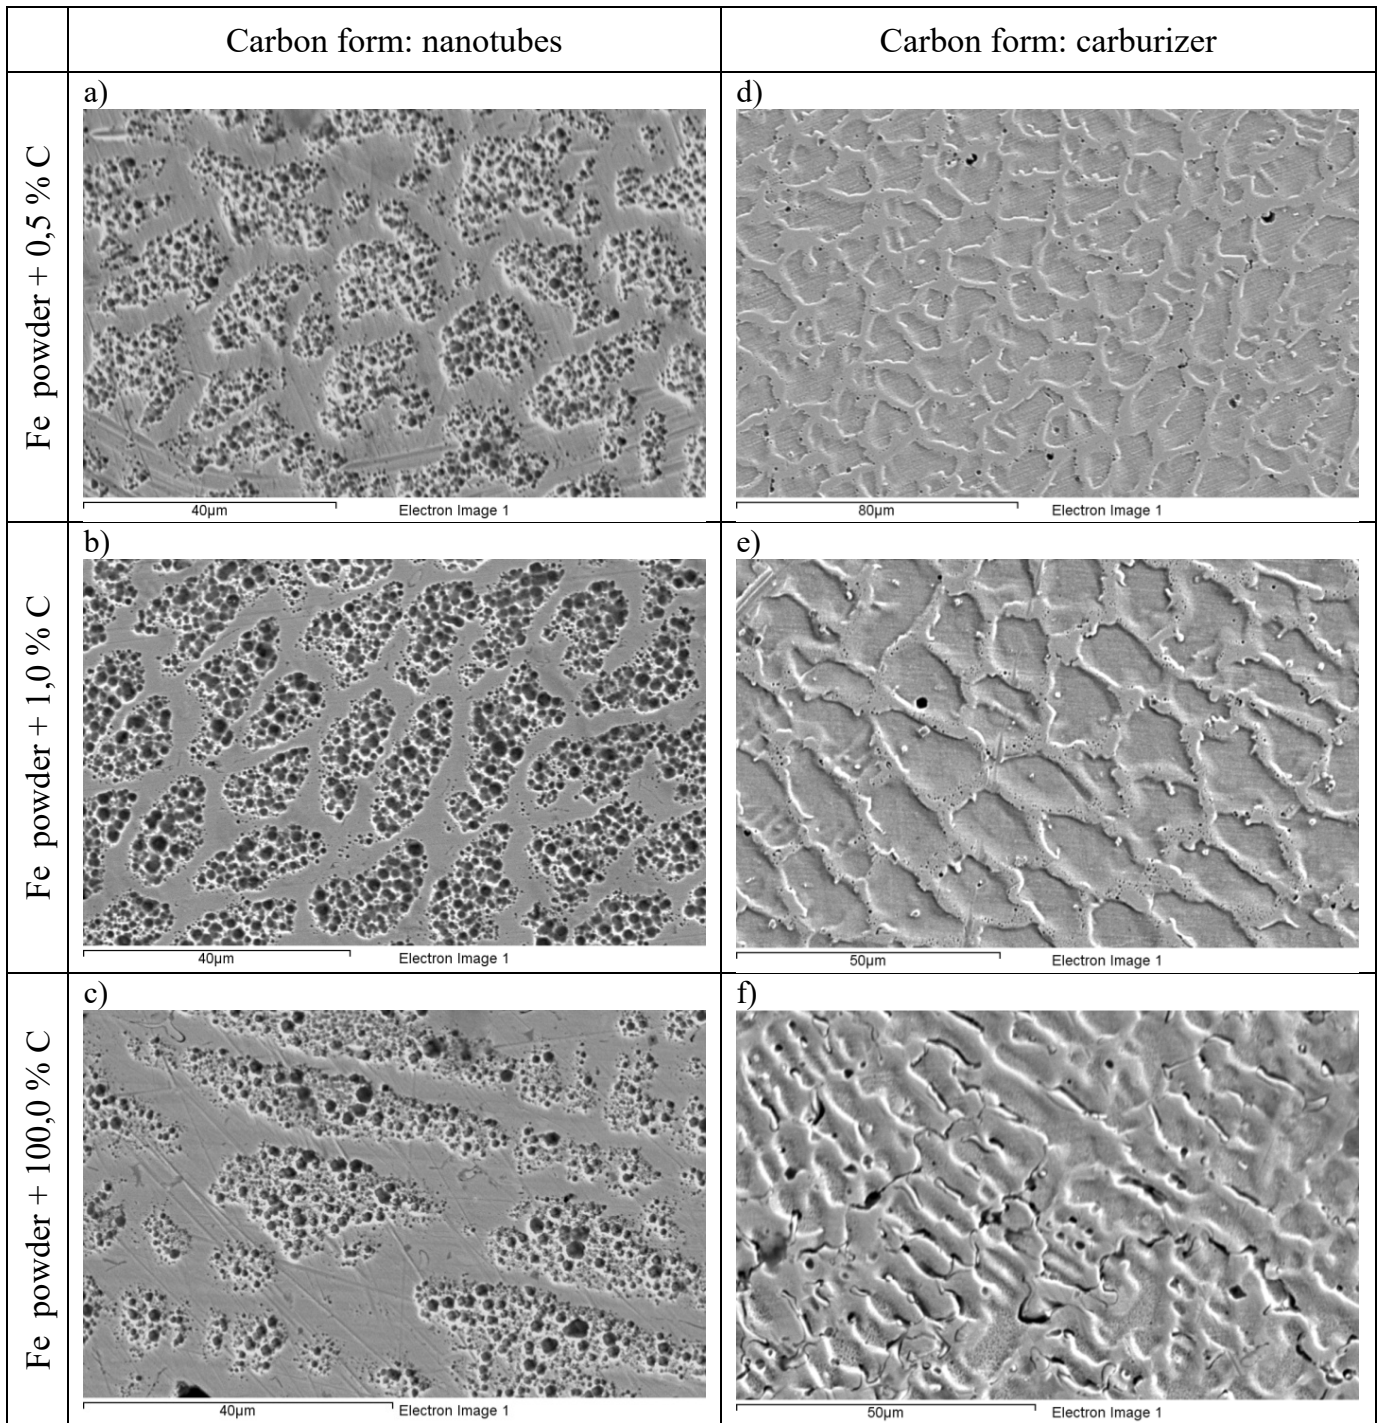 Carbon form: nanotubes
Carbon form: carburizer
Fe powder + 0,5 % C
a)
40µm
Electron Image 1
d)
80µm
Electron Image 1
Fe powder + 1,0 % C
b)
40µm
Electron Image 1
e)
50µm
Electron Image 1
Fe powder + 100,0 % C
c)
40µm
Electron Image 1
f)
50µm
Electron Image 1